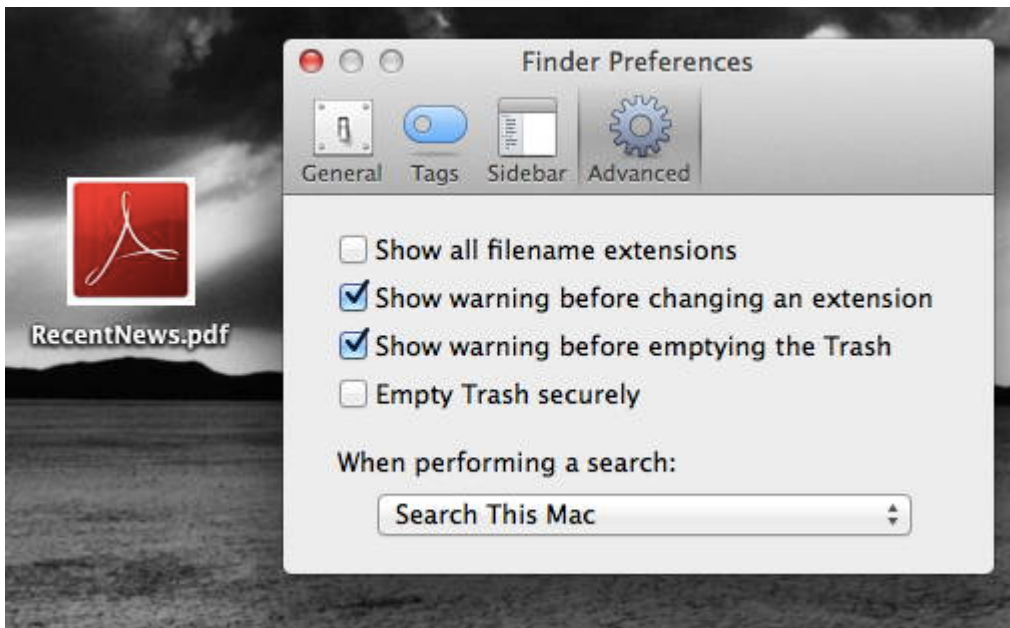 Finder Preferences
General Tags Sidebar Advanced
RecentNews.pdf
Show all filename extensions
Show warning before changing an extension
Show warning before emptying the Trash
Empty Trash securely
When performing a search:
Search This Mac